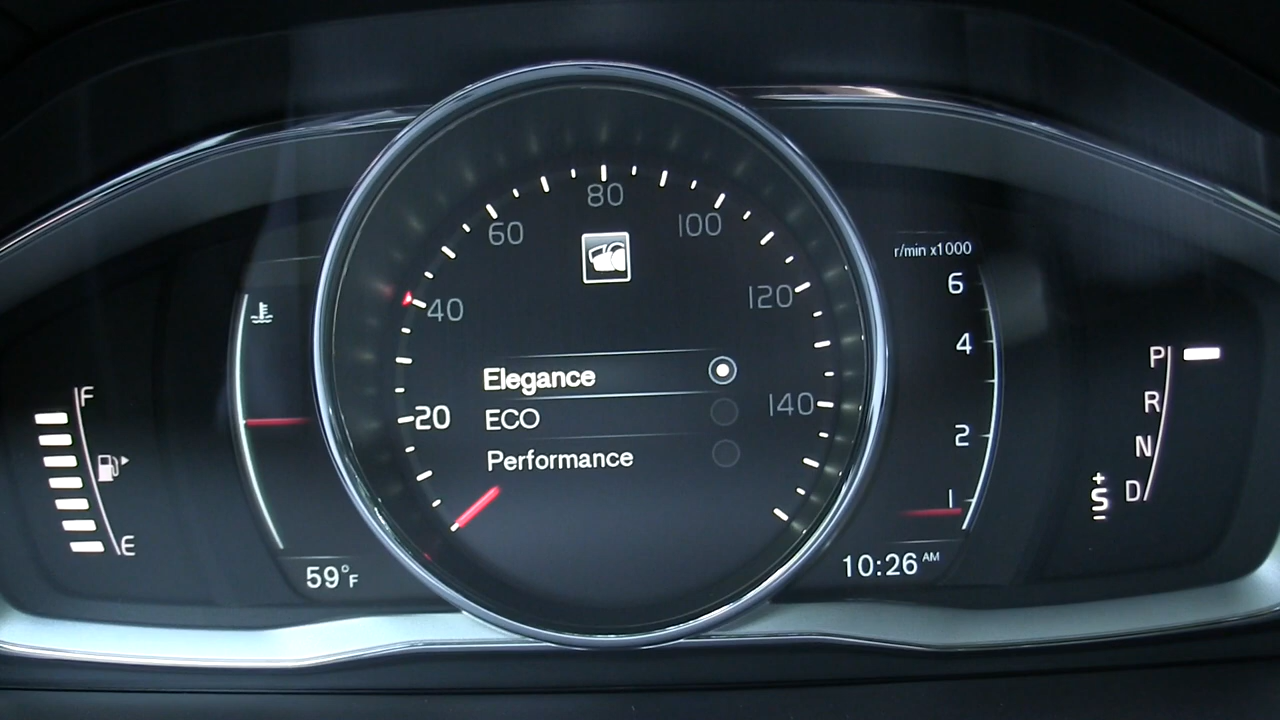 80
60
100
40
120
20
140
Elegance
ECO
Performance
F
E
59°F
r/min x1000
6
4
2
1
10:26 AM
P
R
N
D
+
S
−